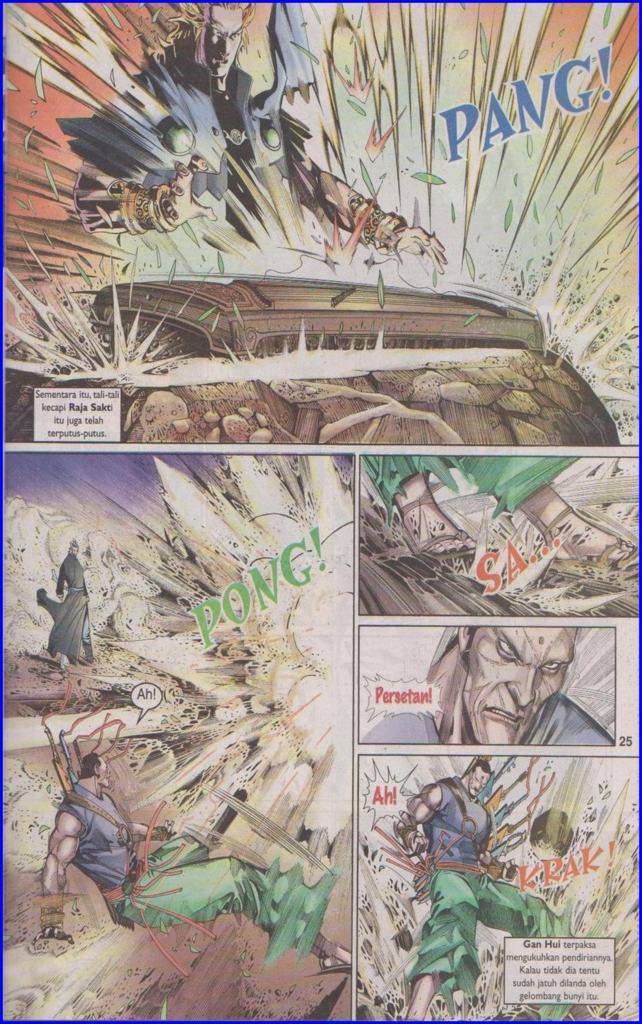 PANG!
Sementara itu, tali-tali
kecapi Raja Sakti
itu juga telah
terputus-putus.
PONG!
Ah!
SA...
Persetan!
25
Ah!
KRAK!
Gan Hui terpaksa
mengukuhkan pendiriannya.
Kalau tidak dia tentu
sudah jatuh dilanda oleh
gelombang bunyi itu.